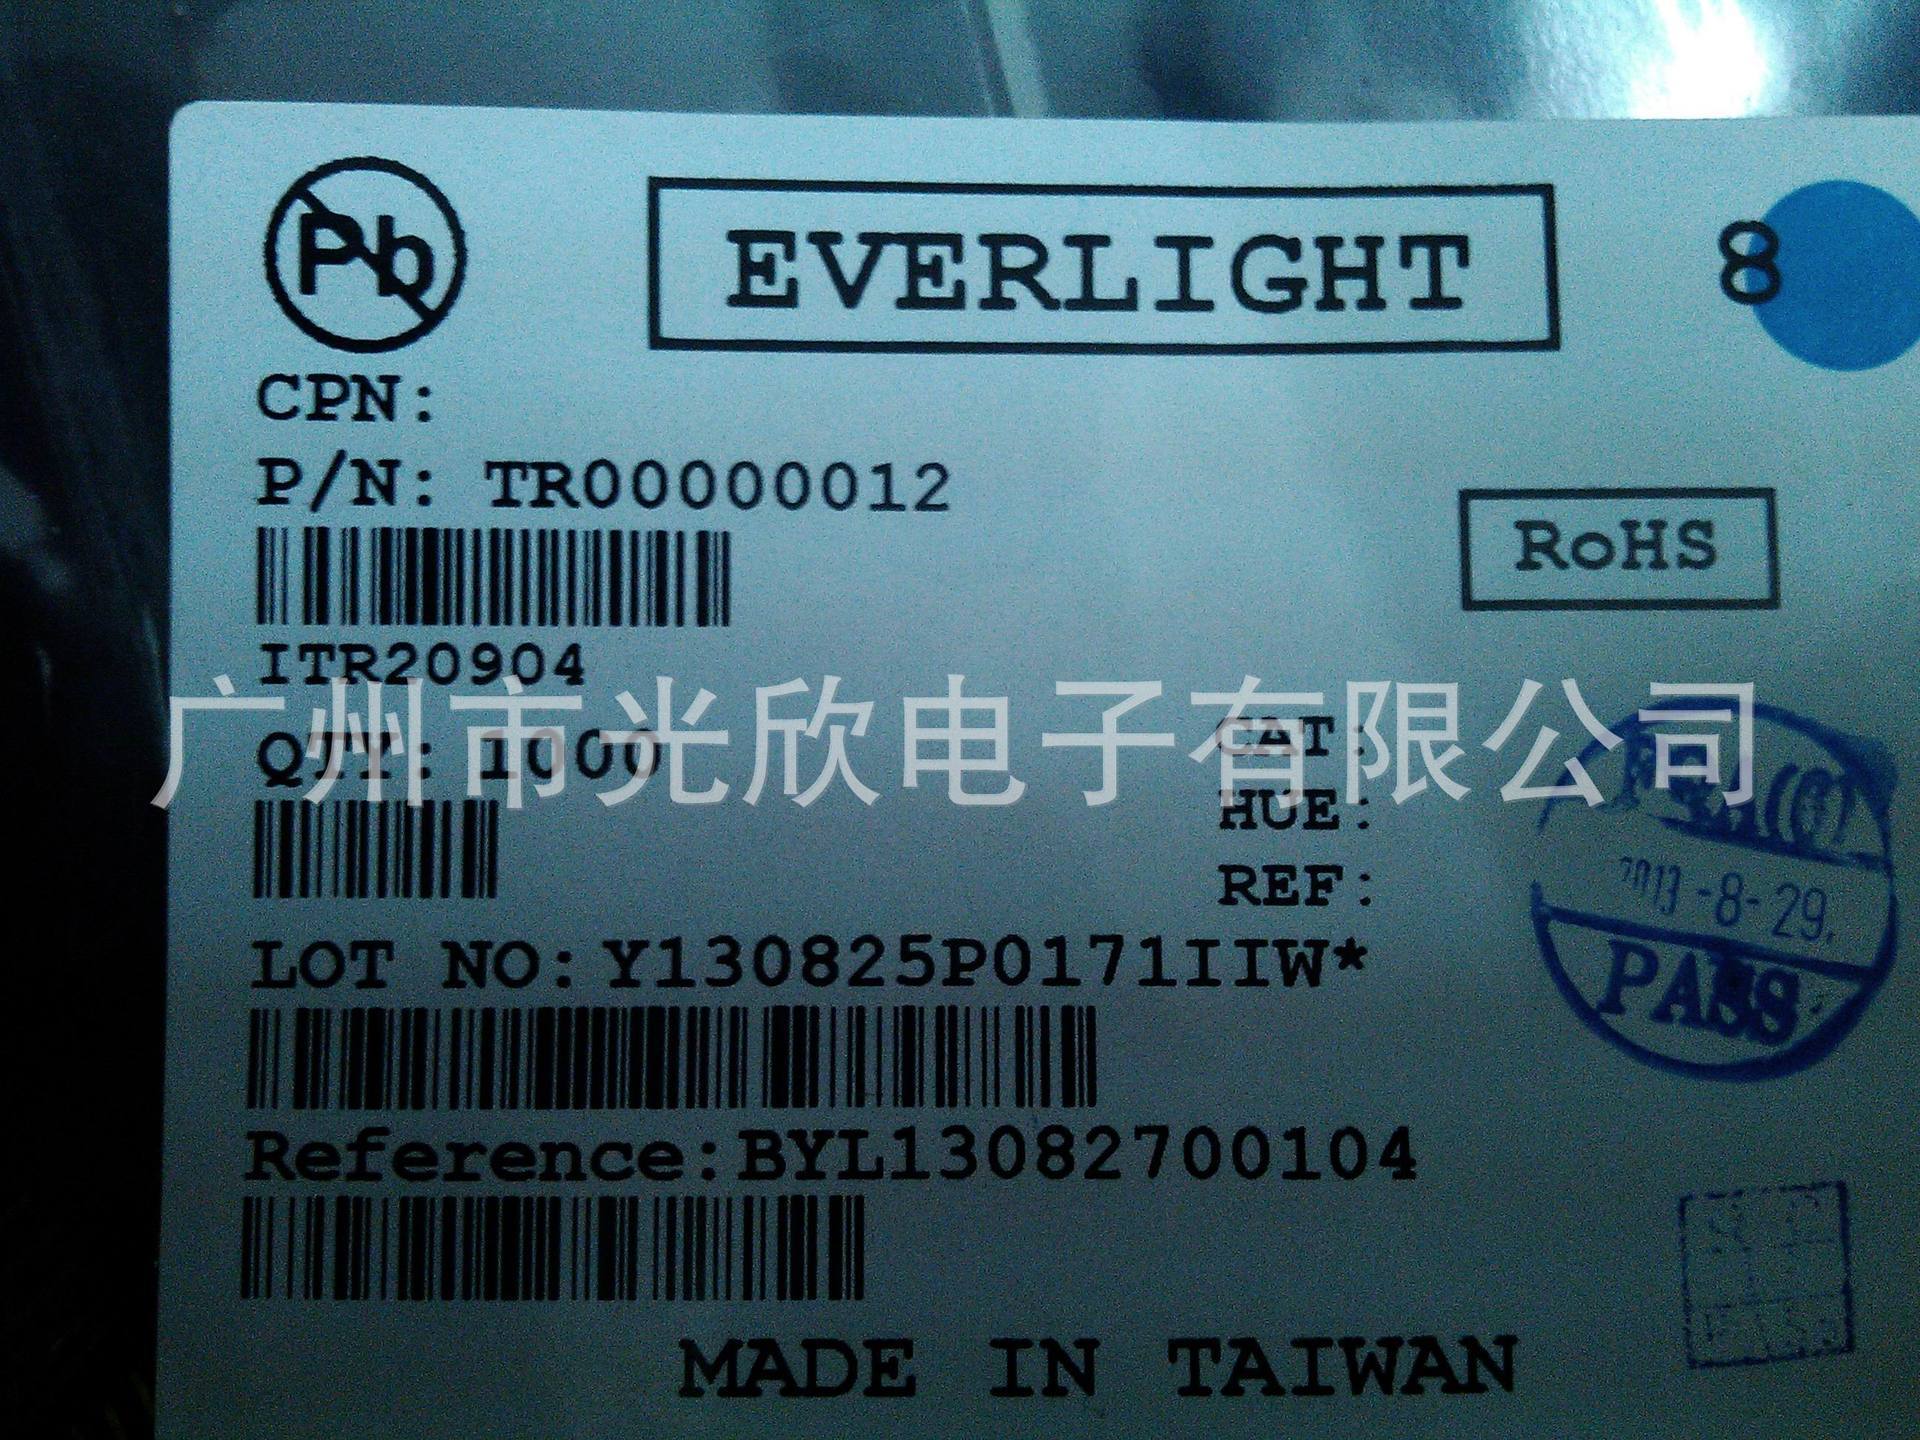 Pb
EVERLIGHT
8
CPN:
P/N: TR00000012
RoHS
ITR20904
广州市光欣电子有限公司
QTY: 1000
CAT:
HUE:
REF:
2013-8-29.
PASS
LOT NO: Y130825P0171IIW*
Reference: BYL13082700104
MADE IN TAIWAN